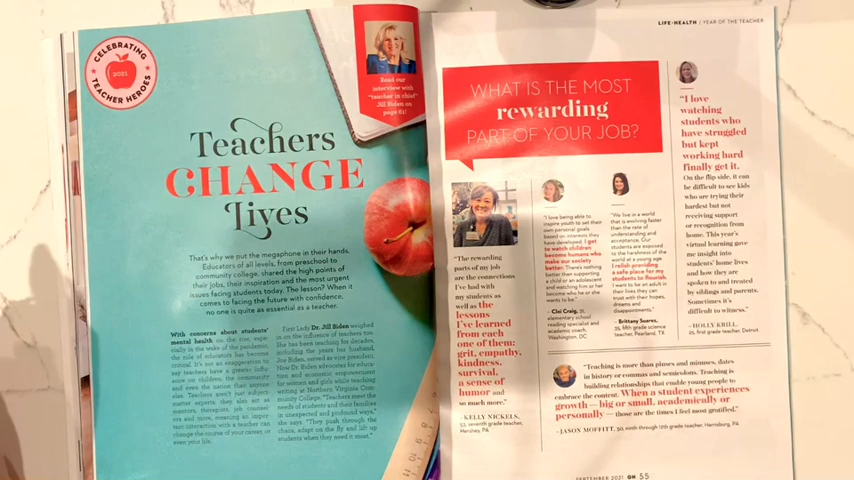 CELEBRATING
2021
TEACHER HEROES
Read our
interview with
"teacher in chief"
Jill Biden on
page 61!
Teachers
CHANGE
Lives
That's why we put the megaphone in their hands.
Educators of all levels, from preschool to
community college, shared the high points of
their jobs, their inspiration and the most urgent
issues facing students today. The lesson? When it
comes to facing the future with confidence,
no one is quite as essential as a teacher.
With concerns about students'
mental health on the rise, espe-
cially in the wake of the pandemic,
the role of educators has become
critical. It's not an exaggeration to
say teachers have a greater influ-
ence on children, the community
and even the nation than anyone
else. Teachers aren't just subject-
matter experts; they also act as
mentors, therapists, job counsel-
ors and more, meaning an impor-
tant interaction with a teacher can
change the course of your career, or
even your life.
First Lady Dr. Jill Biden weighed
in on the influence of teachers too.
She has been teaching for decades,
including the years her husband,
Joe Biden, served as vice president.
Now Dr. Biden advocates for educa-
tion and economic empowerment
for women and girls while teaching
writing at Northern Virginia Com-
munity College. "Teachers meet the
needs of students and their families
in unexpected and profound ways,"
she says. "They push through the
chaos, adapt on the fly and lift up
students when they need it most."
LIFE+HEALTH / YEAR OF THE TEACHER
WHAT IS THE MOST
rewarding
PART OF YOUR JOB?
"The rewarding
parts of my job
are the connections
I've had with
my students as
well as the
lessons
I've learned
from each
one of them:
grit, empathy,
kindness,
survival,
a sense of
humor and
so much more."
– KELLY NICKELS,
52, seventh grade teacher,
Hershey, PA
"I love being able to
inspire youth to set their
own personal goals
based on interests they
have developed. I get
to watch children
become humans who
make our society
better. There's nothing
better than supporting
a child or an adolescent
and watching him or her
become who he or she
wants to be."
– Clei Craig, 31,
elementary school
reading specialist and
academic coach,
Washington, DC
"We live in a world
that is evolving faster
than the rate of
understanding and
acceptance. Our
students are exposed
to the harshness of the
world at a young age.
I relish providing
a safe place for my
students to flourish.
I want to be an adult in
their lives they can
trust with their hopes,
dreams and
disappointments."
– Brittny Suares,
35, fifth grade science
teacher, Pearland, TX
"I love
watching
students who
have struggled
but kept
working hard
finally get it.
On the flip side, it can
be difficult to see kids
who are trying their
hardest but not
receiving support
or recognition from
home. This year's
virtual learning gave
me insight into
students' home lives
and how they are
spoken to and treated
by siblings and parents.
Sometimes it's
difficult to witness."
– HOLLY KRILL,
25, first grade teacher, Detroit
"Teaching is more than pluses and minuses, dates
in history or commas and semicolons. Teaching is
building relationships that enable young people to
embrace the content. When a student experiences
growth — big or small, academically or
personally — those are the times I feel most gratified."
– JASON MOFFITT, 50, ninth through 12th grade teacher, Harrisburg, PA
SEPTEMBER 2021 GH 55